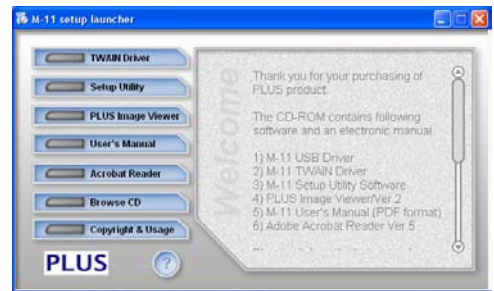 M-11 setup launcher
TWAIN Driver
Setup Utility
PLUS Image Viewer
User's Manual
Acrobat Reader
Browse CD
Copyright & Usage
PLUS
?
Welcome
Thank you for your purchasing of
PLUS product.
The CD-ROM contains following
software and an electronic manual
1) M-11 USB Driver
2) M-11 TWAIN Driver
3) M-11 Setup Utility Software
4) PLUS Image Viewer/Ver 2
5) M-11 User's Manual (PDF format)
6) Adobe Acrobat Reader Ver 5